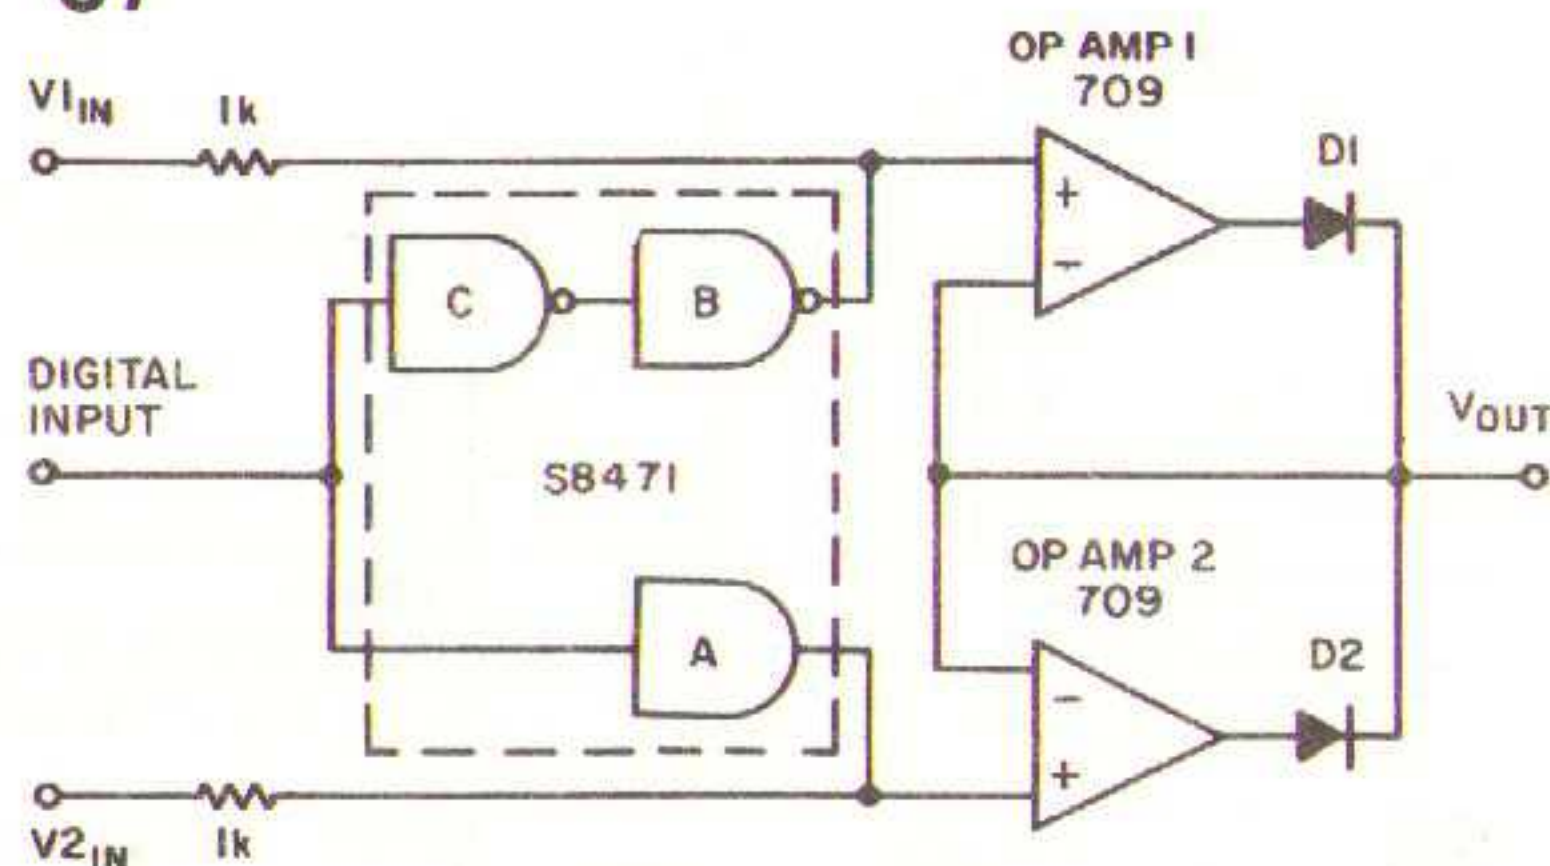 OP AMP 1
709
V1IN
1k
D1
+
−
C
B
DIGITAL
INPUT
S8471
VOUT
OP AMP 2
709
A
D2
−
+
V2IN
1k